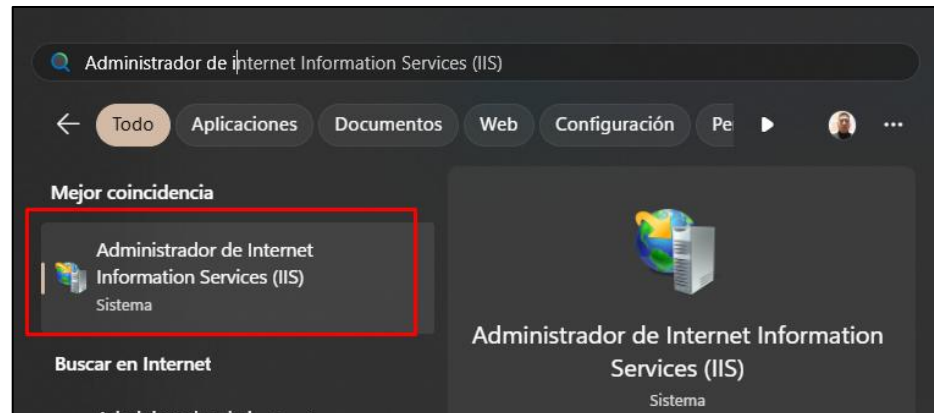 Administrador de internet Information Services (IIS)
Todo Aplicaciones Documentos Web Configuración Pe
Mejor coincidencia
Administrador de Internet
Information Services (IIS)
Sistema
Buscar en Internet
Administrador de Internet Information
Services (IIS)
Sistema